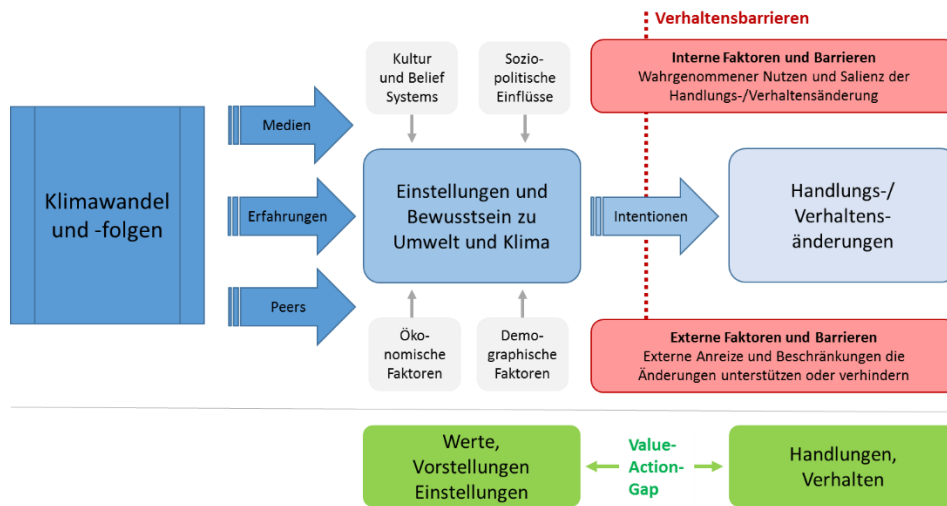 Verhaltensbarrieren
Kultur
und Belief
Systems
Sozio-
politische
Einflüsse
Interne Faktoren und Barrieren
Wahrgenommener Nutzen und Salienz der
Handlungs-/Verhaltensänderung
Medien
Klimawandel
und -folgen
Erfahrungen
Einstellungen und
Bewusstsein zu
Umwelt und Klima
Intentionen
Handlungs-/
Verhaltens-
änderungen
Peers
Öko-
nomische
Faktoren
Demo-
graphische
Faktoren
Externe Faktoren und Barrieren
Externe Anreize und Beschränkungen die
Änderungen unterstützen oder verhindern
Werte,
Vorstellungen
Einstellungen
Value-
Action-
Gap
Handlungen,
Verhalten